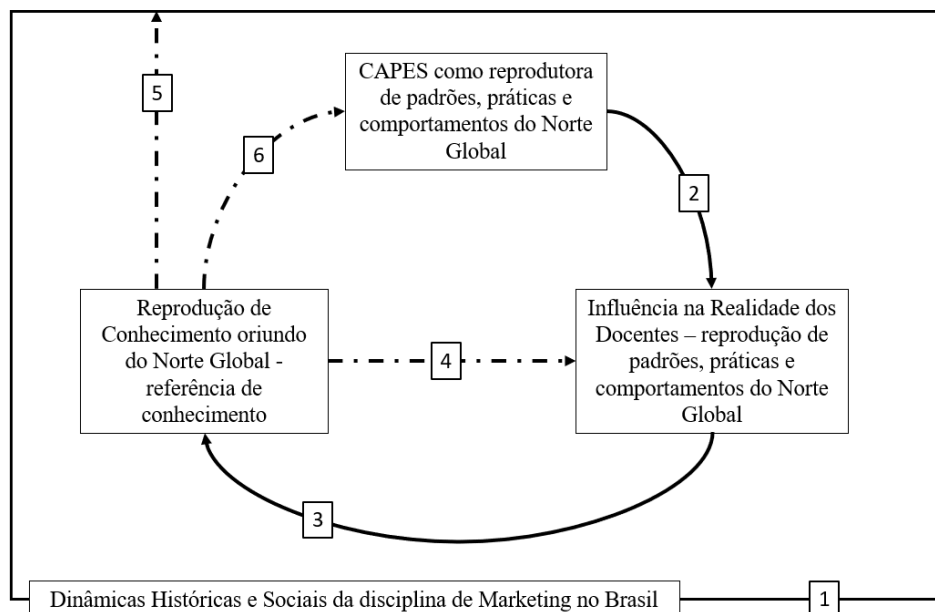 CAPES como reprodutora
de padrões, práticas e
comportamentos do Norte
Global
5
6
2
Reprodução de
Conhecimento oriundo
do Norte Global -
referência de
conhecimento
4
Influência na Realidade dos
Docentes – reprodução de
padrões, práticas e
comportamentos do Norte
Global
3
Dinâmicas Históricas e Sociais da disciplina de Marketing no Brasil
1